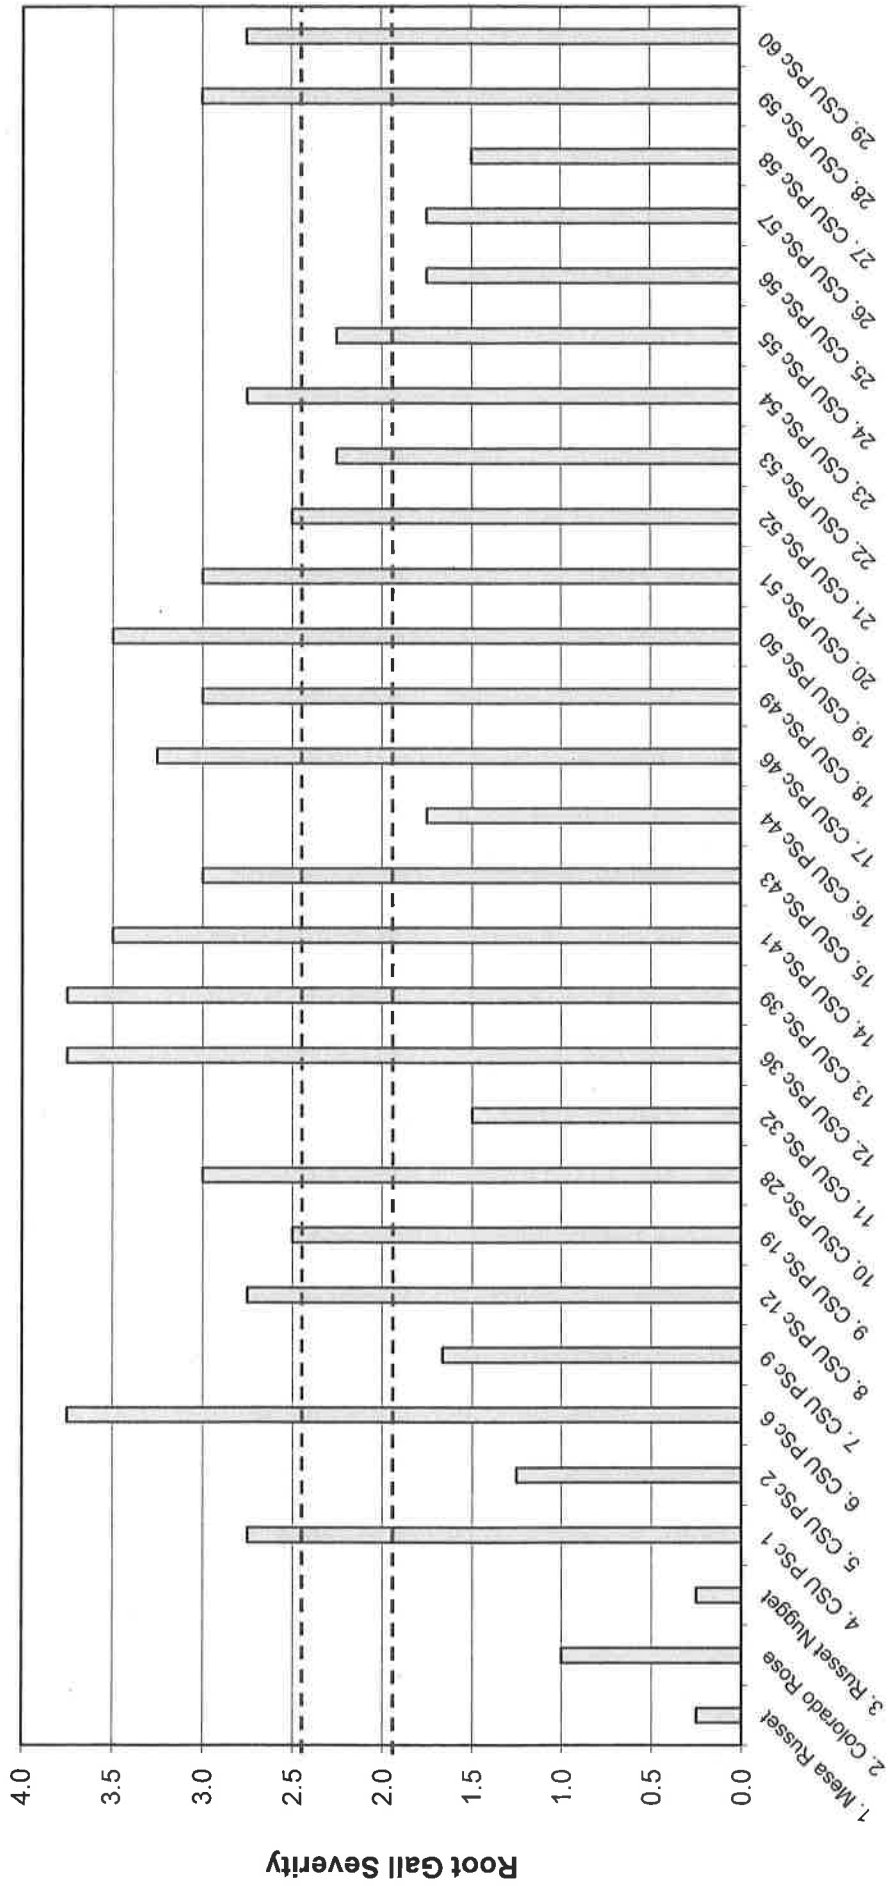 Root Gall Severity
4.0
3.5
3.0
2.5
2.0
1.5
1.0
0.5
0.0
1. Mesa Russet
2. Colorado Rose
3. Russet Nugget
4. CSU PSc 1
5. CSU PSc 2
6. CSU PSc 6
7. CSU PSc 9
8. CSU PSc 12
9. CSU PSc 19
10. CSU PSc 28
11. CSU PSc 32
12. CSU PSc 36
13. CSU PSc 39
14. CSU PSc 41
15. CSU PSc 43
16. CSU PSc 44
17. CSU PSc 46
18. CSU PSc 49
19. CSU PSc 50
20. CSU PSc 51
21. CSU PSc 52
22. CSU PSc 53
23. CSU PSc 54
24. CSU PSc 55
25. CSU PSc 56
26. CSU PSc 57
27. CSU PSc 58
28. CSU PSc 59
29. CSU PSc 60